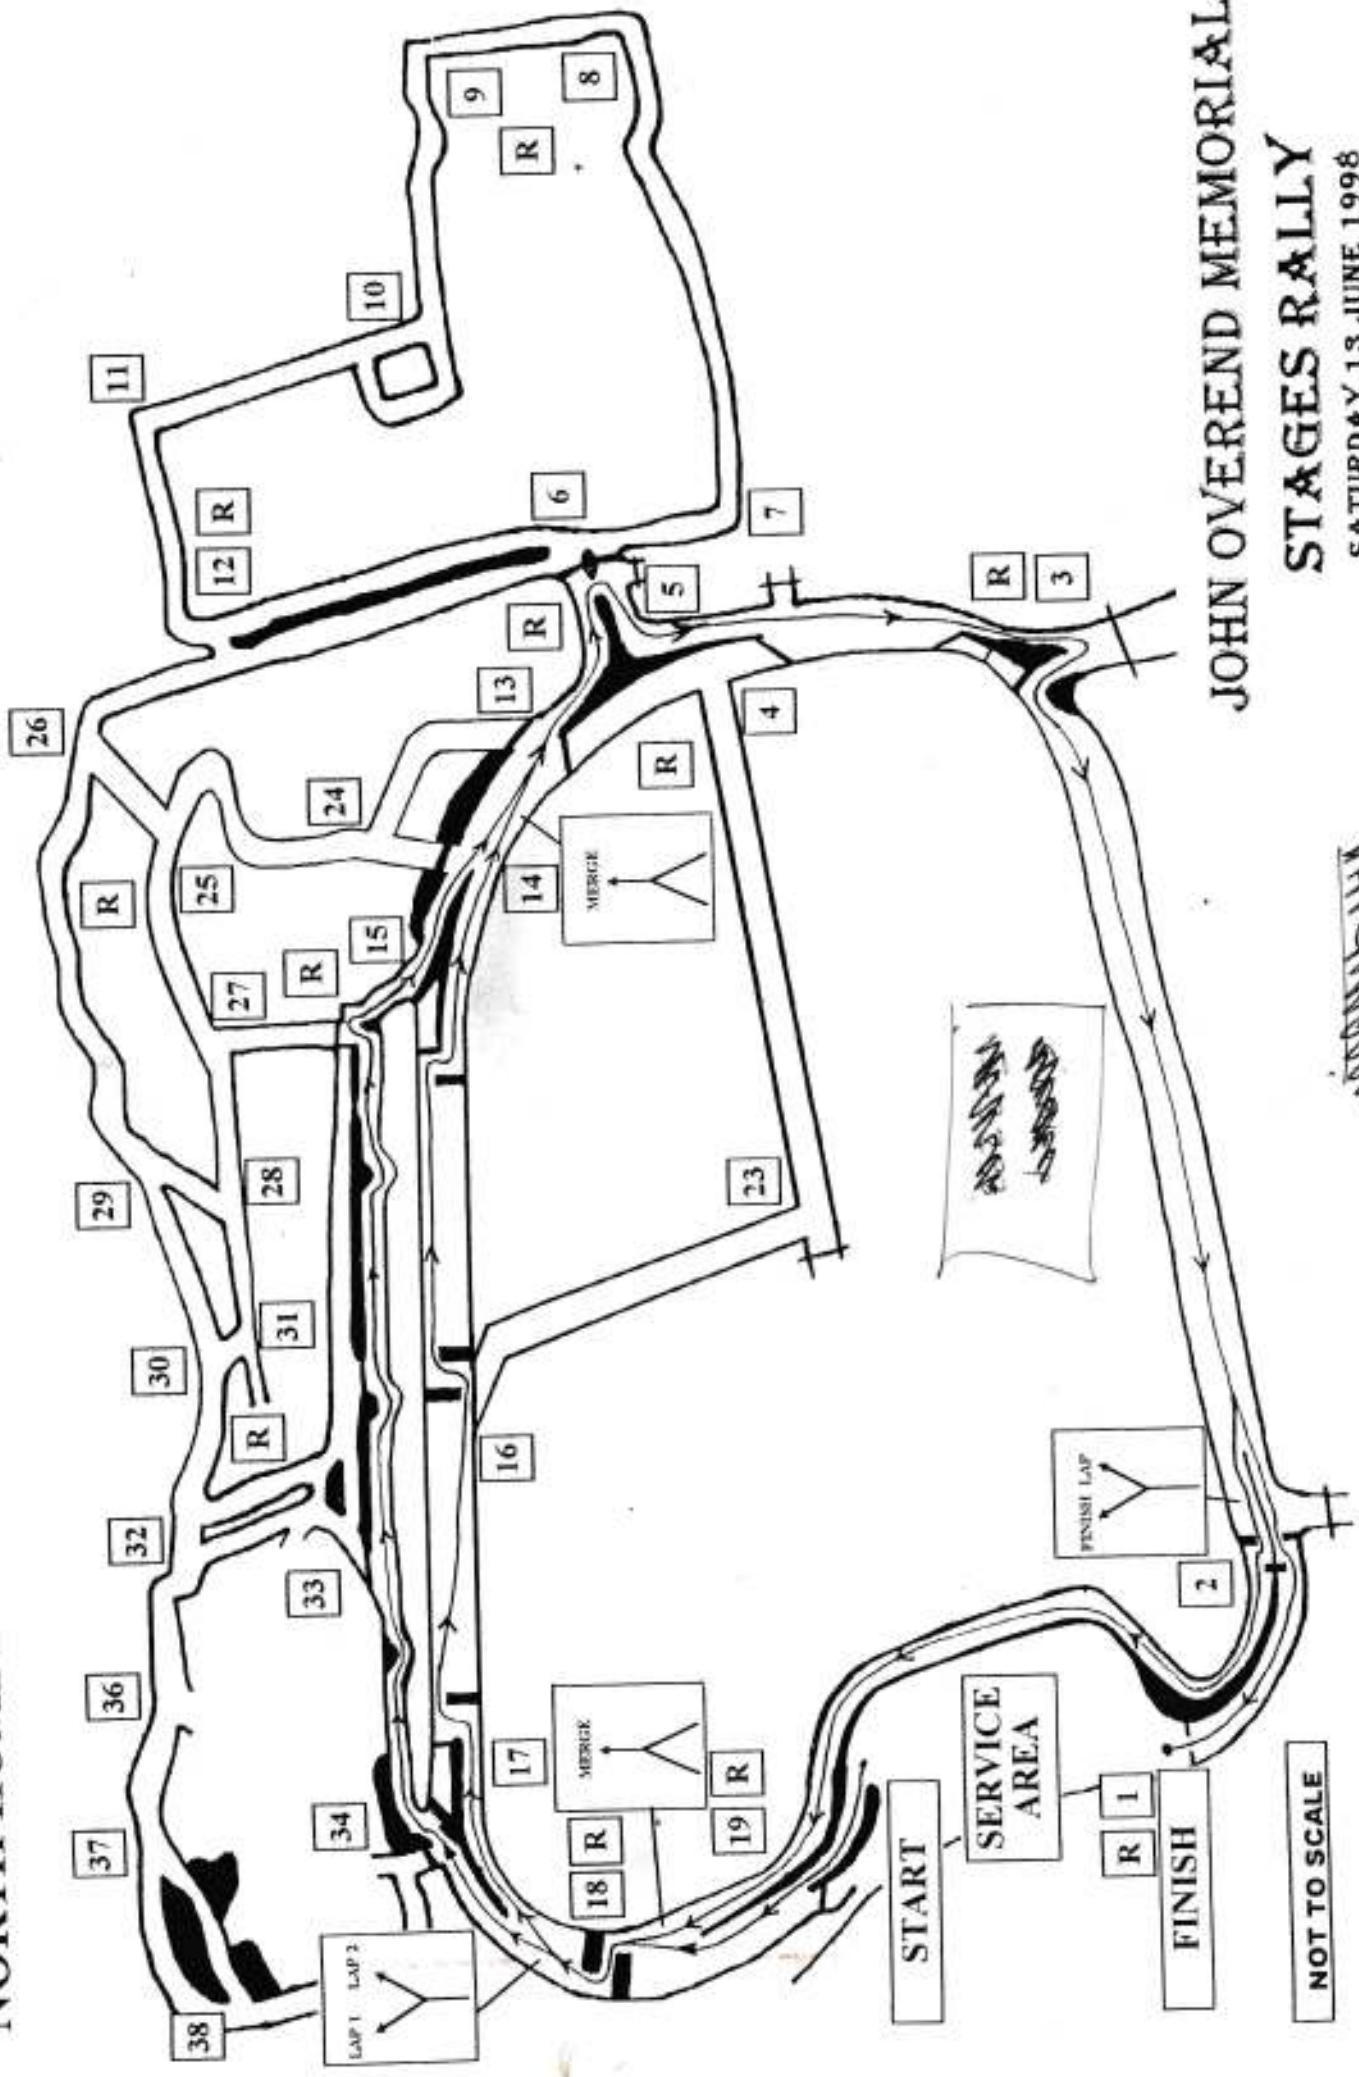 26
37
29
R
36
11
32
30
38
25
12 R
27
R
31
28
33
24
34
LAP 1 LAP 2
15
10
9
13
16
17
14
R
R
6
8
MERGE
MERGE
18 R
R
5
19 R
23
4
7
START
SERVICE
AREA
R 3
FINISH LAP
R 1
FINISH
2
NOT TO SCALE
JOHN OVEREND MEMORIAL
STAGES RALLY
SATURDAY 13 JUNE 1998